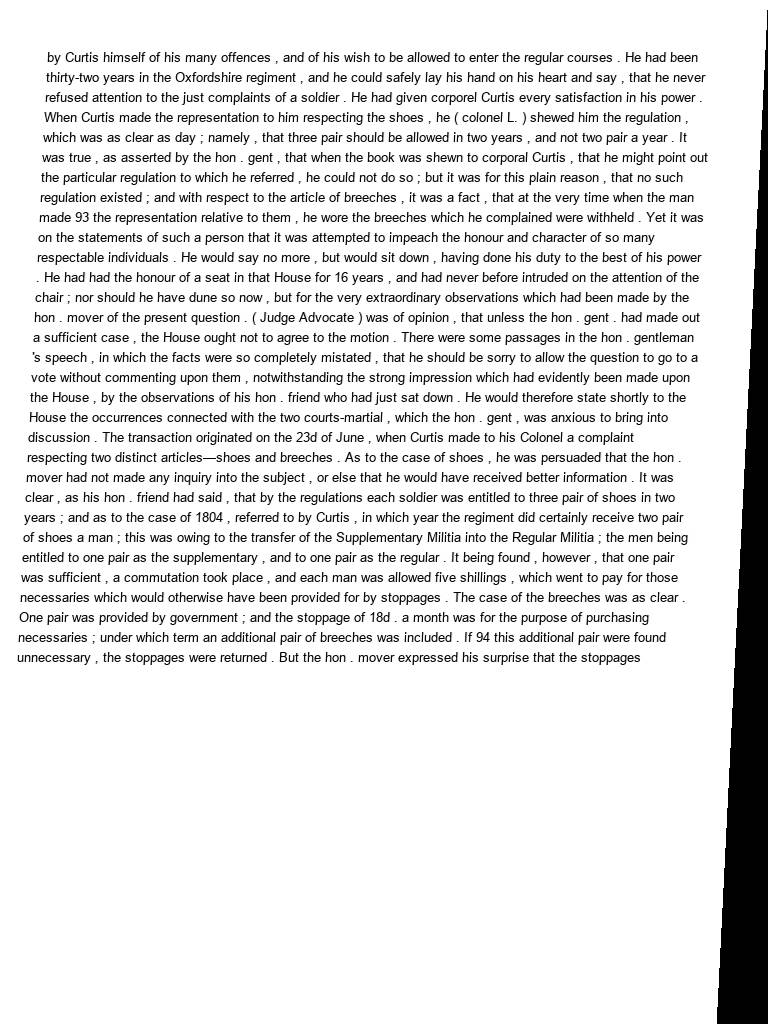 by Curtis himself of his many offences , and of his wish to be allowed to enter the regular courses . He had been
thirty-two years in the Oxfordshire regiment , and he could safely lay his hand on his heart and say , that he never
refused attention to the just complaints of a soldier . He had given corporel Curtis every satisfaction in his power .
When Curtis made the representation to him respecting the shoes , he ( colonel L. ) shewed him the regulation ,
which was as clear as day ; namely , that three pair should be allowed in two years , and not two pair a year . It
was true , as asserted by the hon . gent , that when the book was shewn to corporal Curtis , that he might point out
the particular regulation to which he referred , he could not do so ; but it was for this plain reason , that no such
regulation existed ; and with respect to the article of breeches , it was a fact , that at the very time when the man
made 93 the representation relative to them , he wore the breeches which he complained were withheld . Yet it was
on the statements of such a person that it was attempted to impeach the honour and character of so many
respectable individuals . He would say no more , but would sit down , having done his duty to the best of his power
. He had had the honour of a seat in that House for 16 years , and had never before intruded on the attention of the
chair ; nor should he have dune so now , but for the very extraordinary observations which had been made by the
hon . mover of the present question . ( Judge Advocate ) was of opinion , that unless the hon . gent . had made out
a sufficient case , the House ought not to agree to the motion . There were some passages in the hon . gentleman
's speech , in which the facts were so completely mistated , that he should be sorry to allow the question to go to a
vote without commenting upon them , notwithstanding the strong impression which had evidently been made upon
the House , by the observations of his hon . friend who had just sat down . He would therefore state shortly to the
House the occurrences connected with the two courts-martial , which the hon . gent , was anxious to bring into
discussion . The transaction originated on the 23d of June , when Curtis made to his Colonel a complaint
respecting two distinct articles—shoes and breeches . As to the case of shoes , he was persuaded that the hon .
mover had not made any inquiry into the subject , or else that he would have received better information . It was
clear , as his hon . friend had said , that by the regulations each soldier was entitled to three pair of shoes in two
years ; and as to the case of 1804 , referred to by Curtis , in which year the regiment did certainly receive two pair
of shoes a man ; this was owing to the transfer of the Supplementary Militia into the Regular Militia ; the men being
entitled to one pair as the supplementary , and to one pair as the regular . It being found , however , that one pair
was sufficient , a commutation took place , and each man was allowed five shillings , which went to pay for those
necessaries which would otherwise have been provided for by stoppages . The case of the breeches was as clear .
One pair was provided by government ; and the stoppage of 18d . a month was for the purpose of purchasing
necessaries ; under which term an additional pair of breeches was included . If 94 this additional pair were found
unnecessary , the stoppages were returned . But the hon . mover expressed his surprise that the stoppages